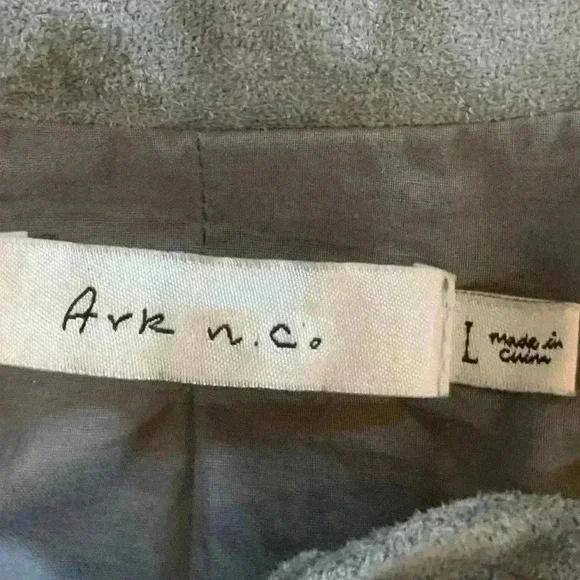 Ark n.c.
L
made in
China